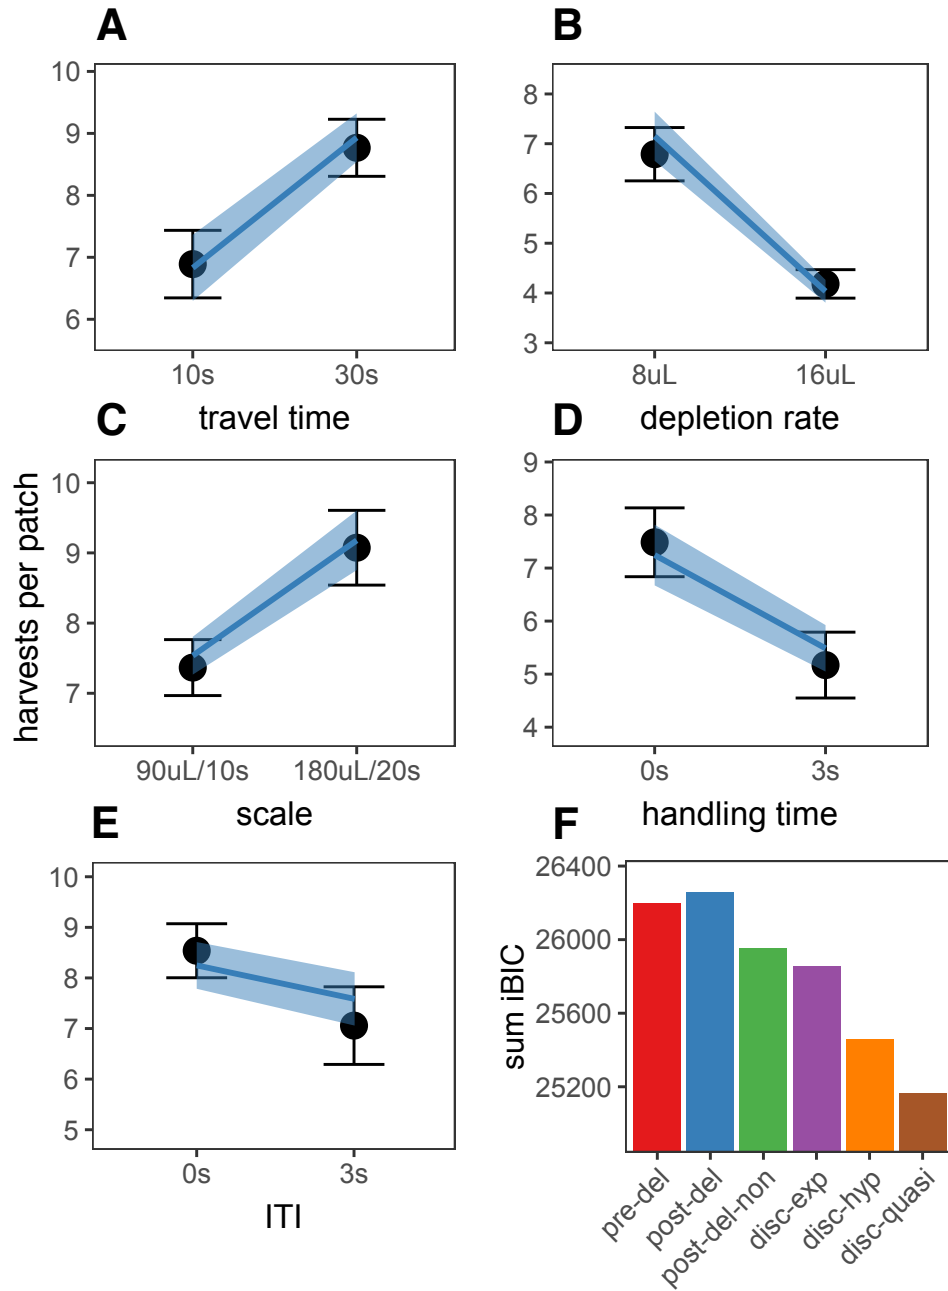 A
10
9
8
7
6
10s
30s
travel time
B
8
7
6
5
4
3
8uL
16uL
depletion rate
harvests per patch
C
10
9
8
7
90uL/10s
180uL/20s
scale
D
9
8
7
6
5
4
0s
3s
handling time
E
10
9
8
7
6
5
0s
3s
ITI
F
sum iBIC
26400
26000
25600
25200
pre-del
post-del
post-del-non
disc-exp
disc-hyp
disc-quasi